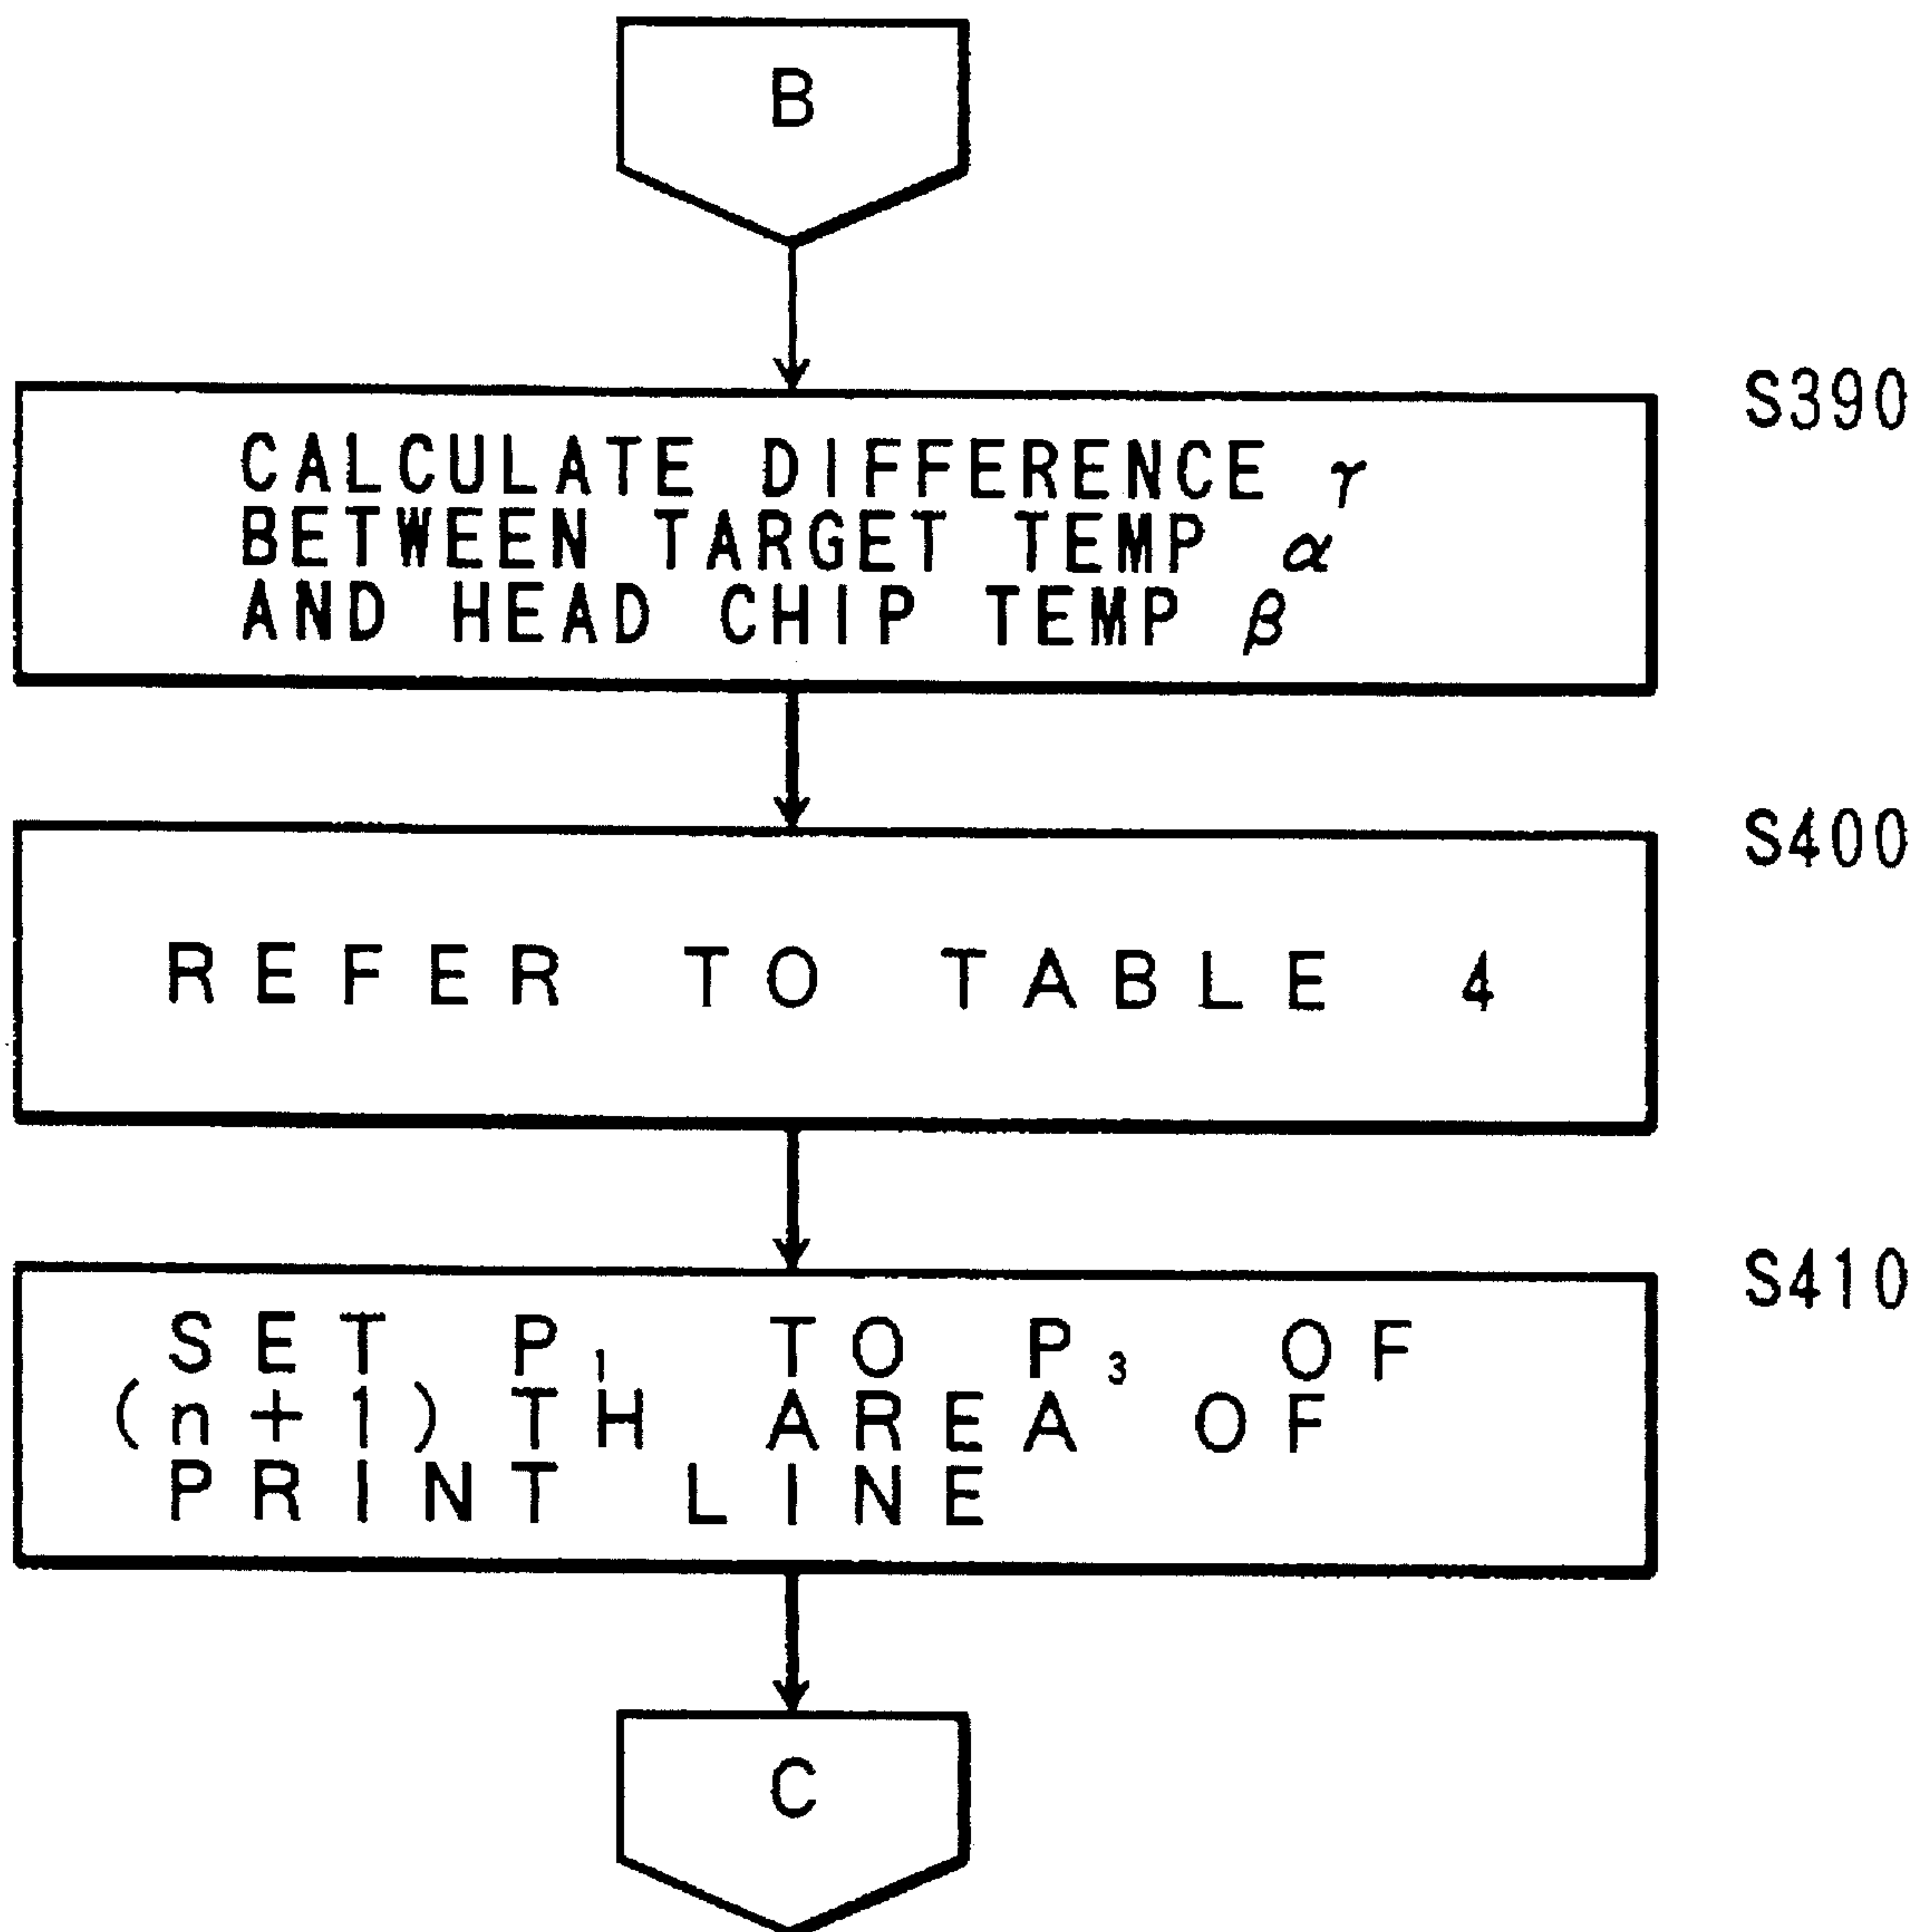 B
S390
CALCULATE DIFFERENCE γ
BETWEEN TARGET TEMP α
AND HEAD CHIP TEMP β
S400
REFER TO TABLE 4
S410
SET P₁ TO P₃ OF
(n+1)TH AREA OF
PRINT LINE
C